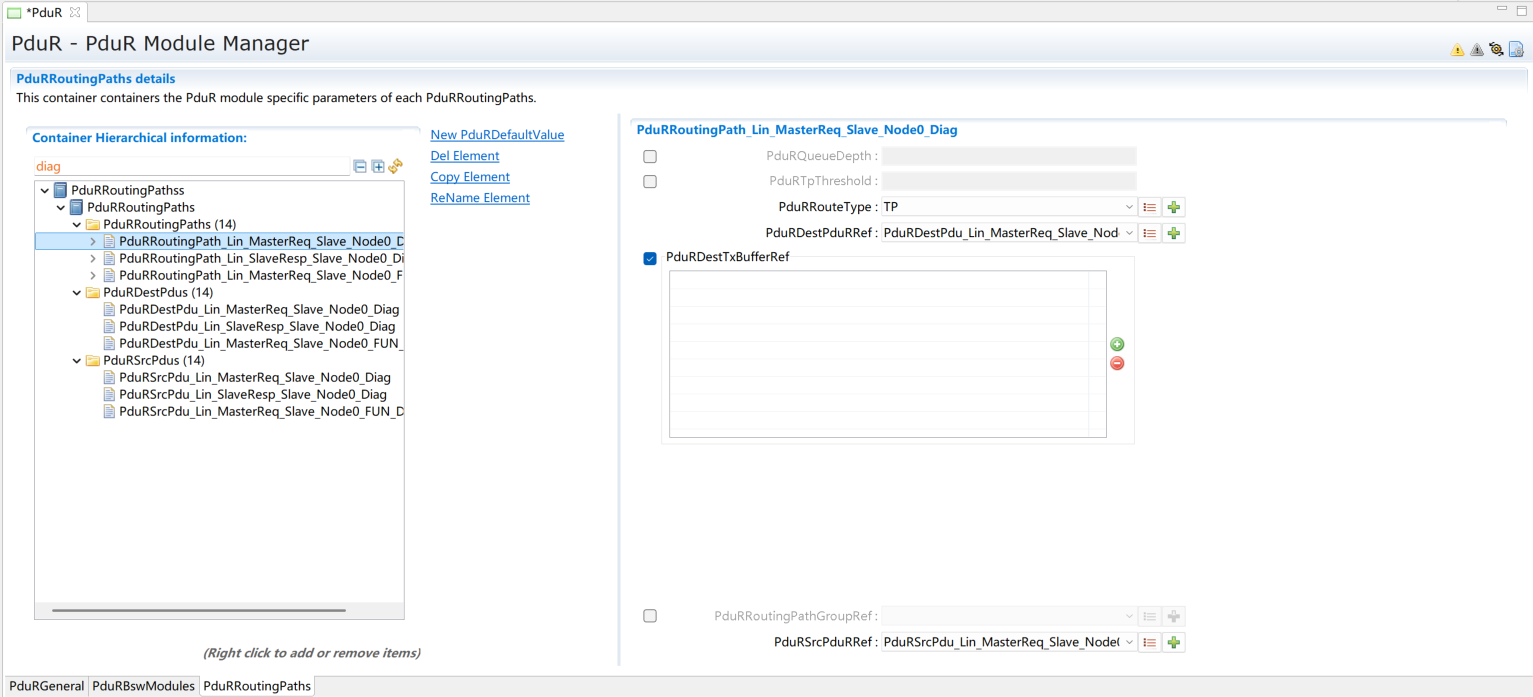 *PduR
PduR - PduR Module Manager
PduRRoutingPaths details
This container containers the PduR module specific parameters of each PduRRoutingPaths.
Container Hierarchical information:
diag
PduRRoutingPathss
PduRRoutingPaths
PduRRoutingPaths (14)
PduRRoutingPath_Lin_MasterReq_Slave_Node0_D
PduRRoutingPath_Lin_SlaveResp_Slave_Node0_Di
PduRRoutingPath_Lin_MasterReq_Slave_Node0_F
PduRDestPdus (14)
PduRDestPdu_Lin_MasterReq_Slave_Node0_Diag
PduRDestPdu_Lin_SlaveResp_Slave_Node0_Diag
PduRDestPdu_Lin_MasterReq_Slave_Node0_FUN_
PduRSrcPdus (14)
PduRSrcPdu_Lin_MasterReq_Slave_Node0_Diag
PduRSrcPdu_Lin_SlaveResp_Slave_Node0_Diag
PduRSrcPdu_Lin_MasterReq_Slave_Node0_FUN_D
(Right click to add or remove items)
New PduRDefaultValue
Del Element
Copy Element
ReName Element
PduRRoutingPath_Lin_MasterReq_Slave_Node0_Diag
PduRQueueDepth :
PduRTpThreshold :
PduRRouteType : TP
PduRDestPduRRef : PduRDestPdu_Lin_MasterReq_Slave_Nod
PduRDestTxBufferRef
PduRRoutingPathGroupRef :
PduRSrcPduRRef : PduRSrcPdu_Lin_MasterReq_Slave_Node(
PduRGeneral PduRBswModules PduRRoutingPaths